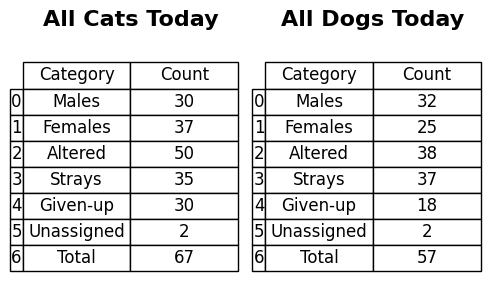 All Cats Today
Category Count
0 Males 30
1 Females 37
2 Altered 50
3 Strays 35
4 Given-up 30
5 Unassigned 2
6 Total 67
All Dogs Today
Category Count
0 Males 32
1 Females 25
2 Altered 38
3 Strays 37
4 Given-up 18
5 Unassigned 2
6 Total 57